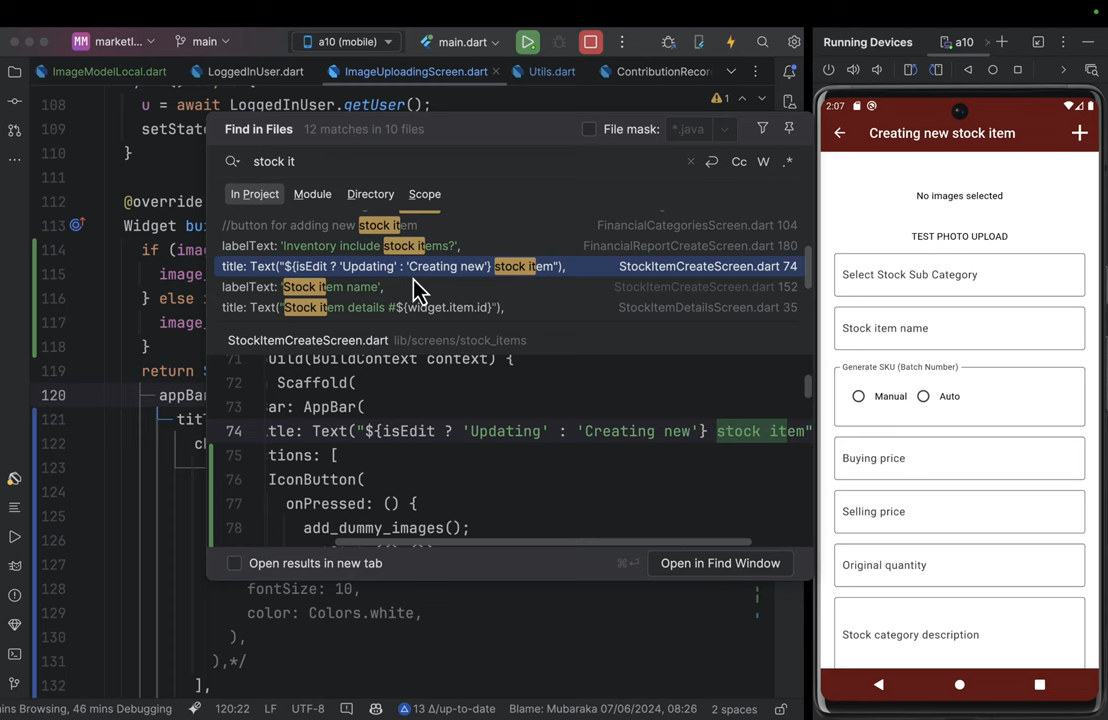 MM marketI... main a10 (mobile) main.dart
ImageModelLocal.dart LoggedInUser.dart ImageUploadingScreen.dart Utils.dart ContributionRecor
108 u = await LoggedInUser.getUser();
109 setState
110 }
111
112 @override
113 Widget bui
114 if (imag
115 image_
116 } else i
117 image_
118 }
119 return S
120 appBar
121 titl
122 ch
123
124
125
126
127
128 fontSize: 10,
129 color: Colors.white,
130 ),
131 ),*/
132 ],
1
Find in Files 12 matches in 10 files File mask: *.java
stock it Cc W .*
In Project Module Directory Scope
//button for adding new stock item FinancialCategoriesScreen.dart 104
labelText: 'Inventory include stock items?', FinancialReportCreateScreen.dart 180
title: Text("${isEdit ? 'Updating' : 'Creating new'} stock item"), StockItemCreateScreen.dart 74
labelText: 'Stock item name', StockItemCreateScreen.dart 152
title: Text("Stock item details #${widget.item.id}"), StockItemDetailsScreen.dart 35
StockItemCreateScreen.dart lib/screens/stock_items
71 uild(BuildContext context) {
72 Scaffold(
73 ar: AppBar(
74 tle: Text("${isEdit ? 'Updating' : 'Creating new'} stock item"
75 tions: [
76 IconButton(
77 onPressed: () {
78 add_dummy_images();
Open results in new tab ⌘↩ Open in Find Window
ins Browsing, 46 mins Debugging 120:22 LF UTF-8 13 Δ/up-to-date Blame: Mubaraka 07/06/2024, 08:26 2 spaces
Running Devices a10
2:07
Creating new stock item
No images selected
TEST PHOTO UPLOAD
Select Stock Sub Category
Stock item name
Generate SKU (Batch Number)
Manual Auto
Buying price
Selling price
Original quantity
Stock category description